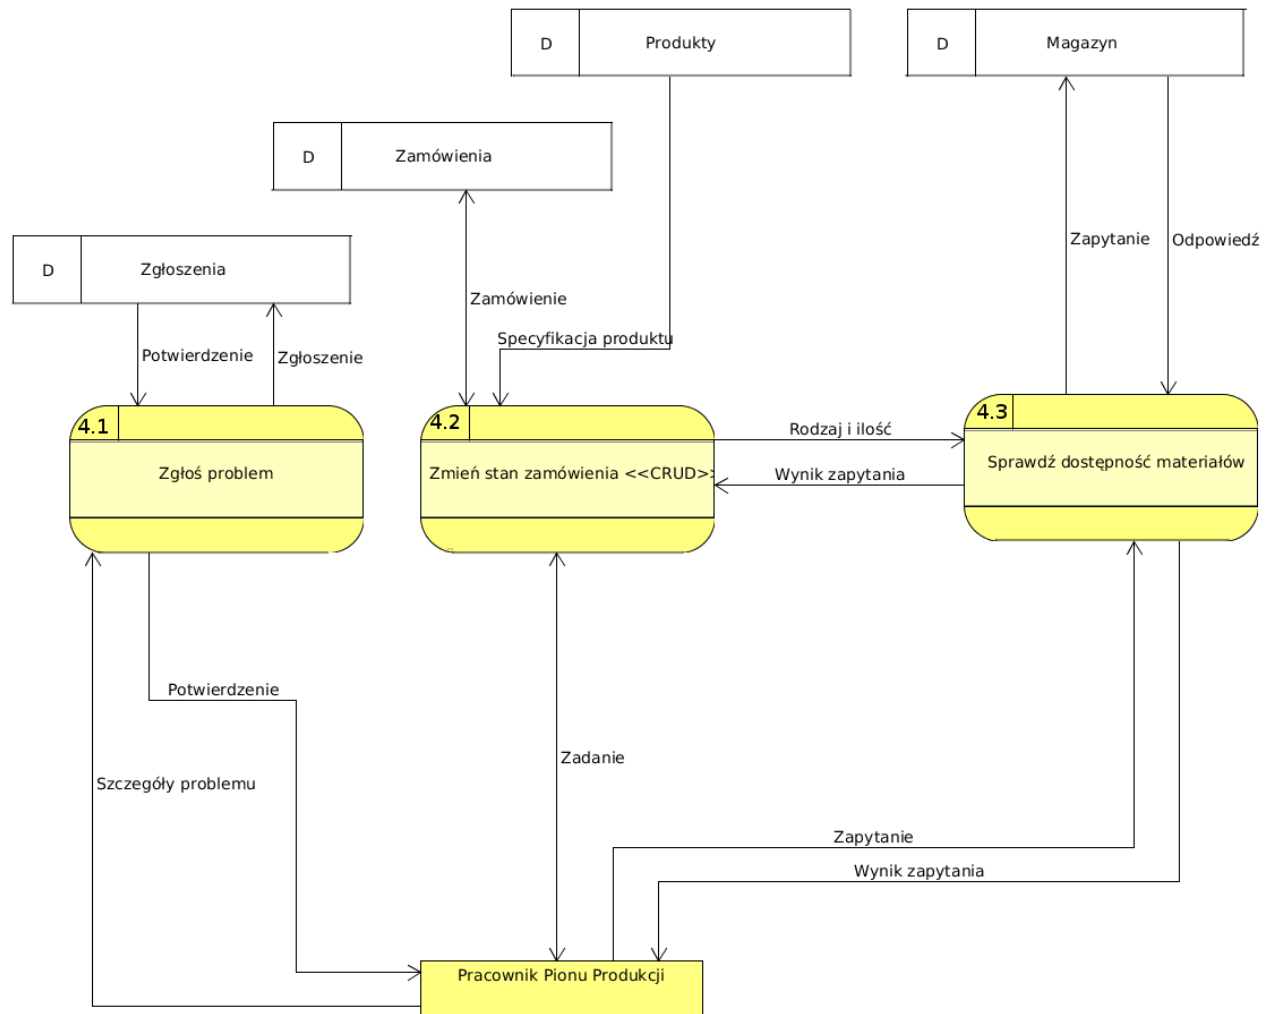 D
Produkty
D
Magazyn
D
Zamówienia
D
Zgłoszenia
Zapytanie
Odpowiedź
Zamówienie
Specyfikacja produktu
Potwierdzenie
Zgłoszenie
4.1
Zgłoś problem
4.2
Zmień stan zamówienia <<CRUD>>
4.3
Sprawdź dostępność materiałów
Rodzaj i ilość
Wynik zapytania
Potwierdzenie
Szczegóły problemu
Zadanie
Zapytanie
Wynik zapytania
Pracownik Pionu Produkcji